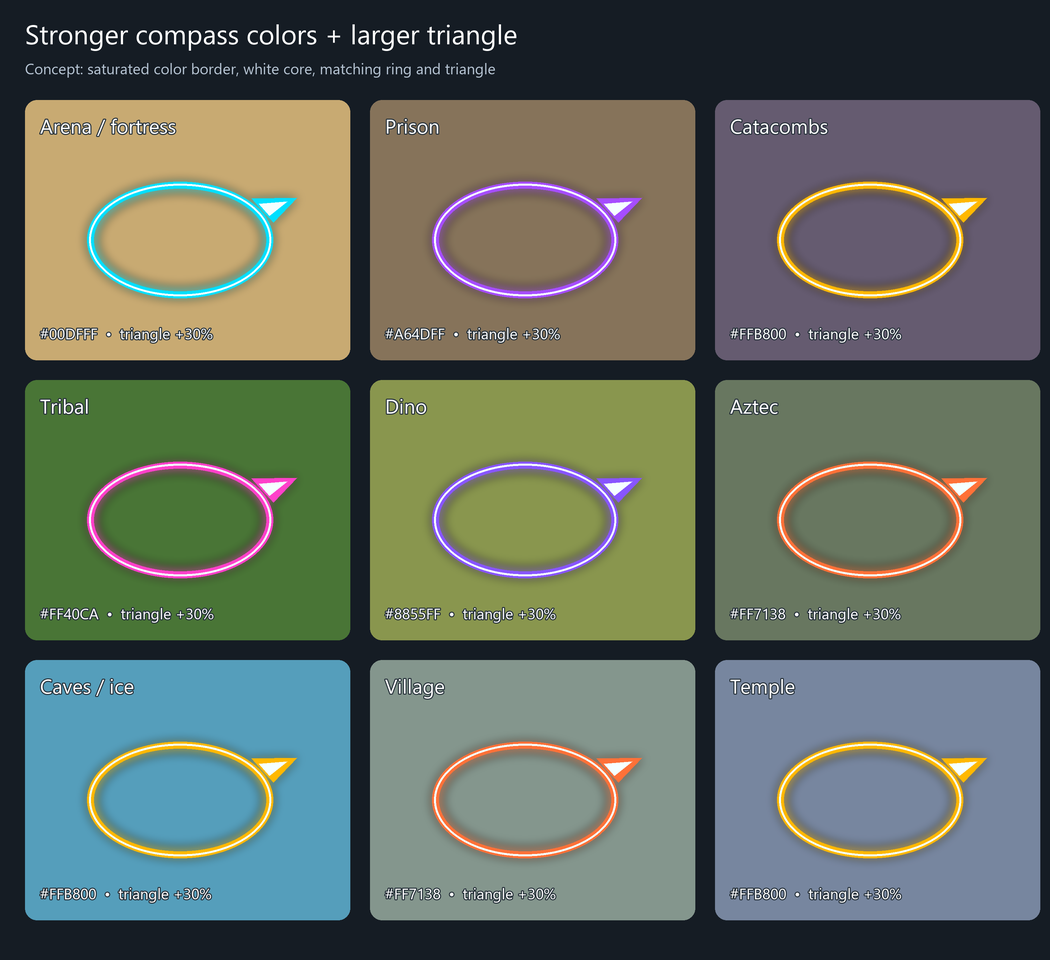 Stronger compass colors + larger triangle
Concept: saturated color border, white core, matching ring and triangle
Arena / fortress
#00DFFF • triangle +30%
Prison
#A64DFF • triangle +30%
Catacombs
#FFB800 • triangle +30%
Tribal
#FF40CA • triangle +30%
Dino
#8855FF • triangle +30%
Aztec
#FF7138 • triangle +30%
Caves / ice
#FFB800 • triangle +30%
Village
#FF7138 • triangle +30%
Temple
#FFB800 • triangle +30%